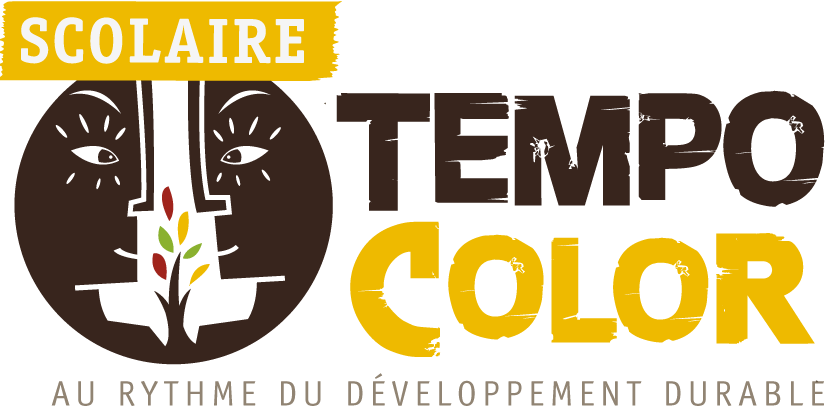 SCOLAIRE
TEMPO
COLOR
AU RYTHME DU DÉVELOPPEMENT DURABLE